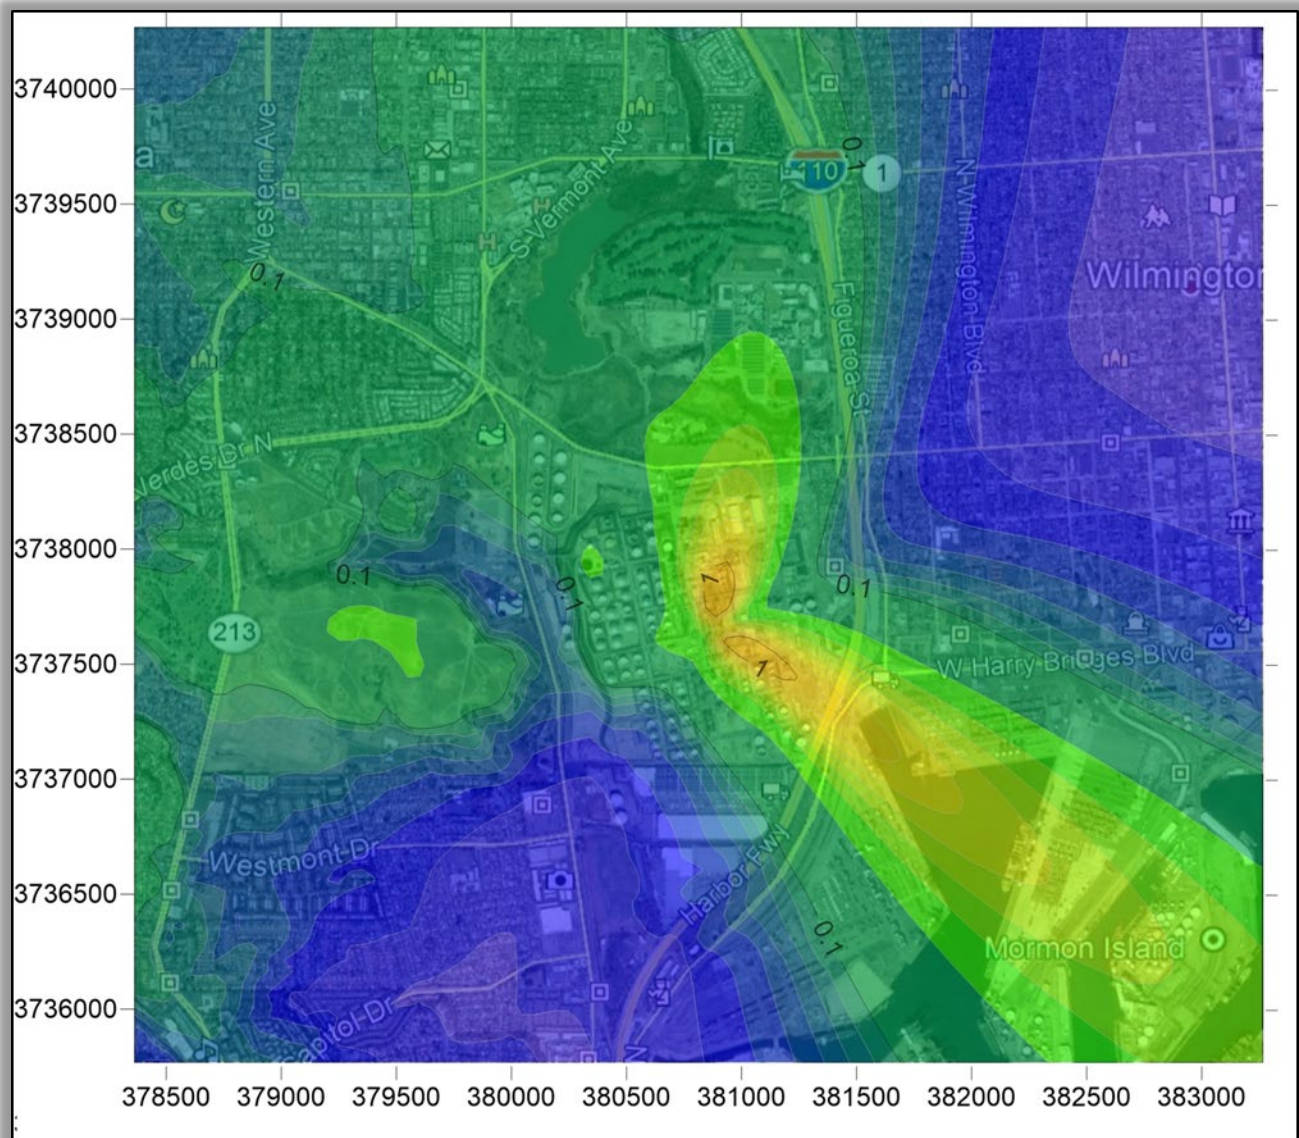 3740000
3739500
3739000
3738500
3738000
3737500
3737000
3736500
3736000
378500 379000 379500 380000 380500 381000 381500 382000 382500 383000
a
Western Ave
S Vermont Ave
110
1
0.1
N Wilmington Blvd
Wilmington
0.1
Figueroa St
Verdes Dr N
1
0.1
0.1
0.1
213
1
W Harry Bridges Blvd
Westmont Dr
Harbor Fwy
0.1
Mormon Island
Capitol Dr
N
H
H